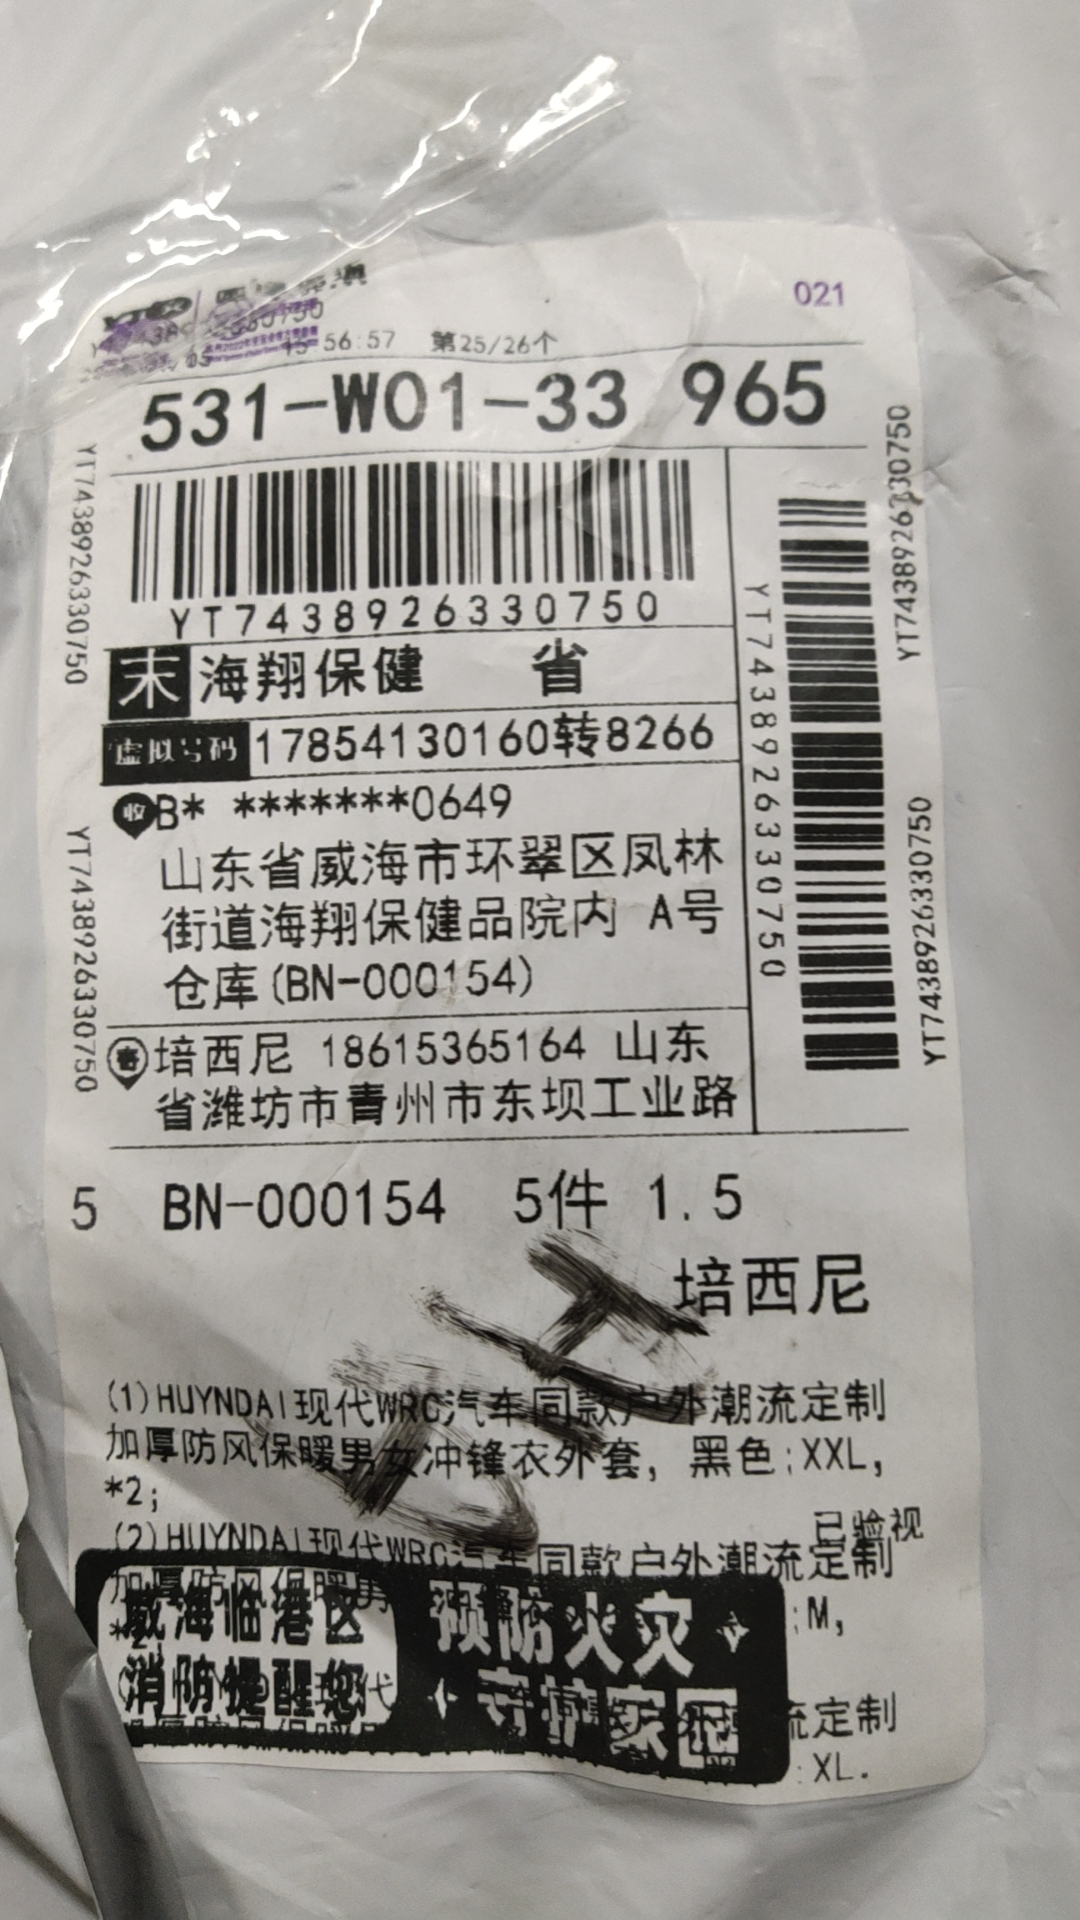 021
56:57 第25/26个
531-W01-33 965
YT7438926330750
末 海翔保健 省
虚拟号码 17854130160转8266
收 B* *******0649
山东省威海市环翠区凤林
街道海翔保健品院内 A号
仓库(BN-000154)
寄 培西尼 18615365164 山东
省潍坊市青州市东坝工业路
YT7438926330750
YT7438926330750
YT7438926330750
YT7438926330750
YT7438926330750
5 BN-000154 5件 1.5
培西尼
(1)HUYNDAI现代WRC汽车同款户外潮流定制
加厚防风保暖男女冲锋衣外套, 黑色:XXL,
*2;
已验视
(2)HUYNDAI现代WRC汽车同款户外潮流定制
:M,
威海临港区 预防火灾
消防提醒您 守护家园
流定制
:XL.